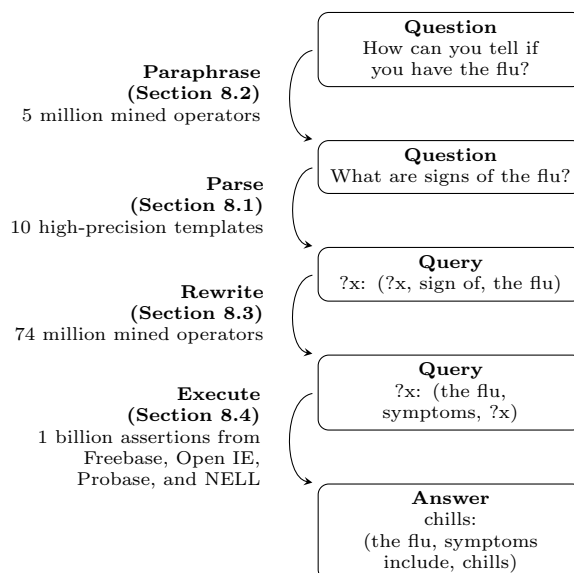 Question
How can you tell if
you have the flu?
Paraphrase
(Section 8.2)
5 million mined operators
Question
What are signs of the flu?
Parse
(Section 8.1)
10 high-precision templates
Query
?x: (?x, sign of, the flu)
Rewrite
(Section 8.3)
74 million mined operators
Query
?x: (the flu,
symptoms, ?x)
Execute
(Section 8.4)
1 billion assertions from
Freebase, Open IE,
Probase, and NELL
Answer
chills:
(the flu, symptoms
include, chills)